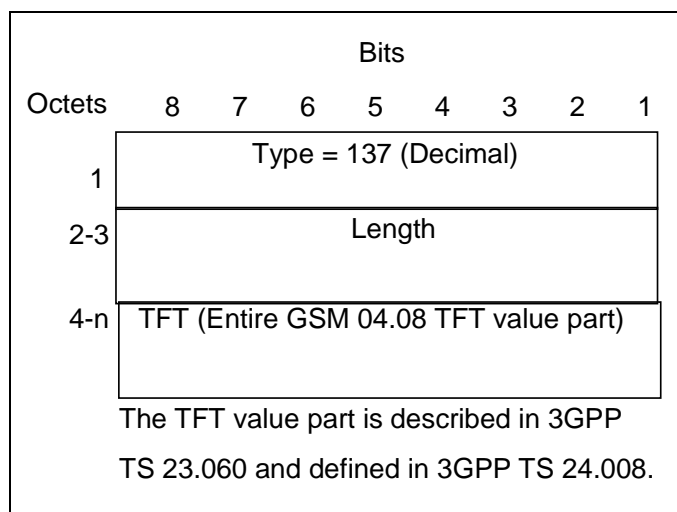 Bits
Octets 8 7 6 5 4 3 2 1
1 Type = 137 (Decimal)
2-3 Length
4-n TFT (Entire GSM 04.08 TFT value part)
The TFT value part is described in 3GPP
TS 23.060 and defined in 3GPP TS 24.008.